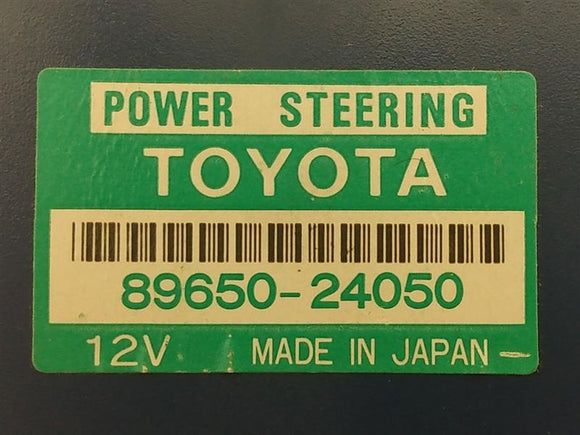 POWER STEERING
TOYOTA
89650-24050
12V MADE IN JAPAN